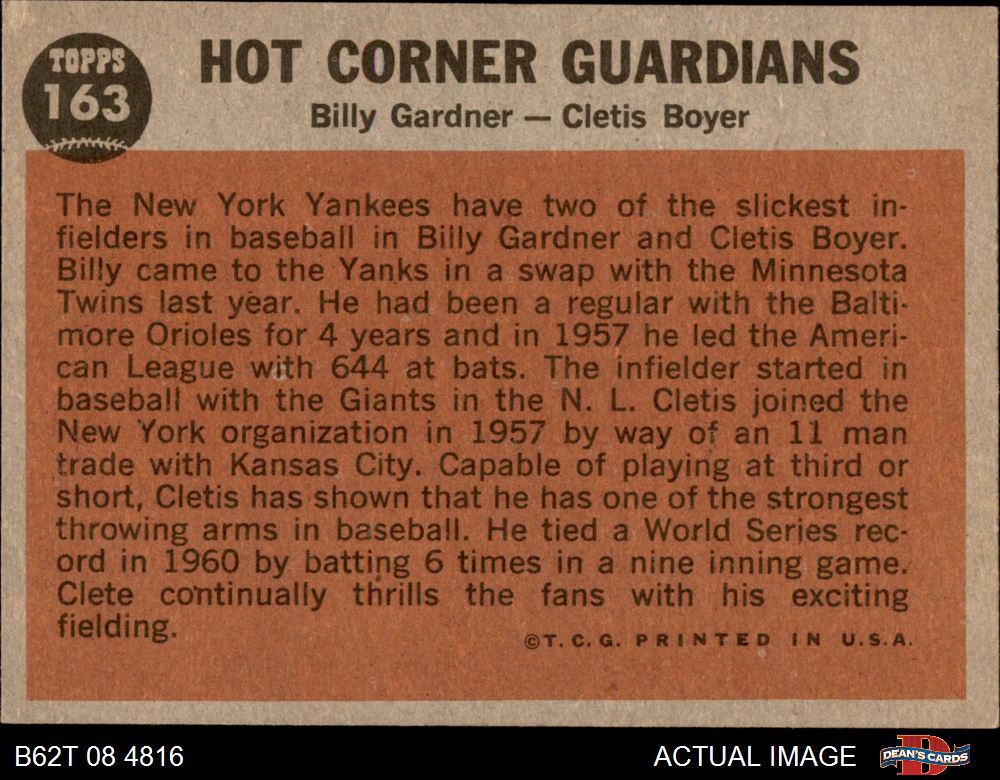 TOPPS
163
HOT CORNER GUARDIANS
Billy Gardner — Cletis Boyer
The New York Yankees have two of the slickest in-
fielders in baseball in Billy Gardner and Cletis Boyer.
Billy came to the Yanks in a swap with the Minnesota
Twins last year. He had been a regular with the Balti-
more Orioles for 4 years and in 1957 he led the Ameri-
can League with 644 at bats. The infielder started in
baseball with the Giants in the N. L. Cletis joined the
New York organization in 1957 by way of an 11 man
trade with Kansas City. Capable of playing at third or
short, Cletis has shown that he has one of the strongest
throwing arms in baseball. He tied a World Series rec-
ord in 1960 by batting 6 times in a nine inning game.
Clete continually thrills the fans with his exciting
fielding.
©T. C. G. PRINTED IN U.S.A.
B62T 08 4816
ACTUAL IMAGE
DEAN'S CARDS